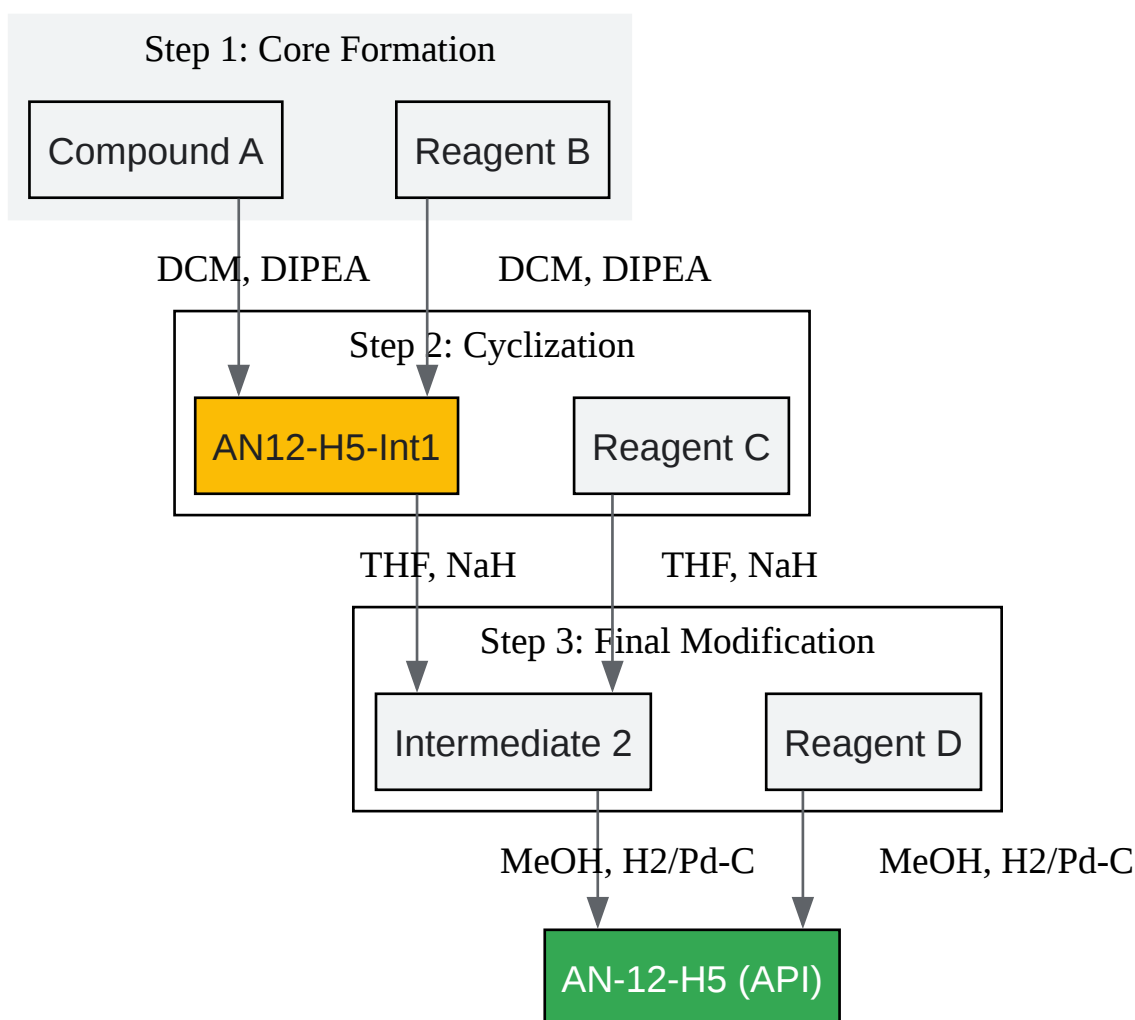 Step 1: Core Formation
Compound A
Reagent B
DCM, DIPEA
DCM, DIPEA
Step 2: Cyclization
AN12-H5-Int1
Reagent C
THF, NaH
THF, NaH
Step 3: Final Modification
Intermediate 2
Reagent D
MeOH, H2/Pd-C
MeOH, H2/Pd-C
AN-12-H5 (API)